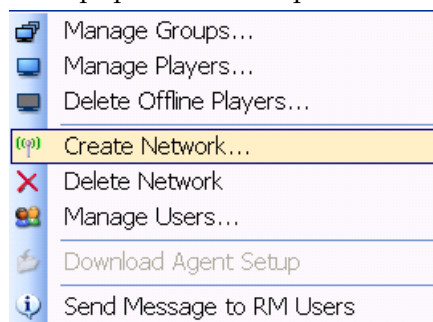 Manage Groups...
Manage Players...
Delete Offline Players...
Create Network...
Delete Network
Manage Users...
Download Agent Setup
Send Message to RM Users